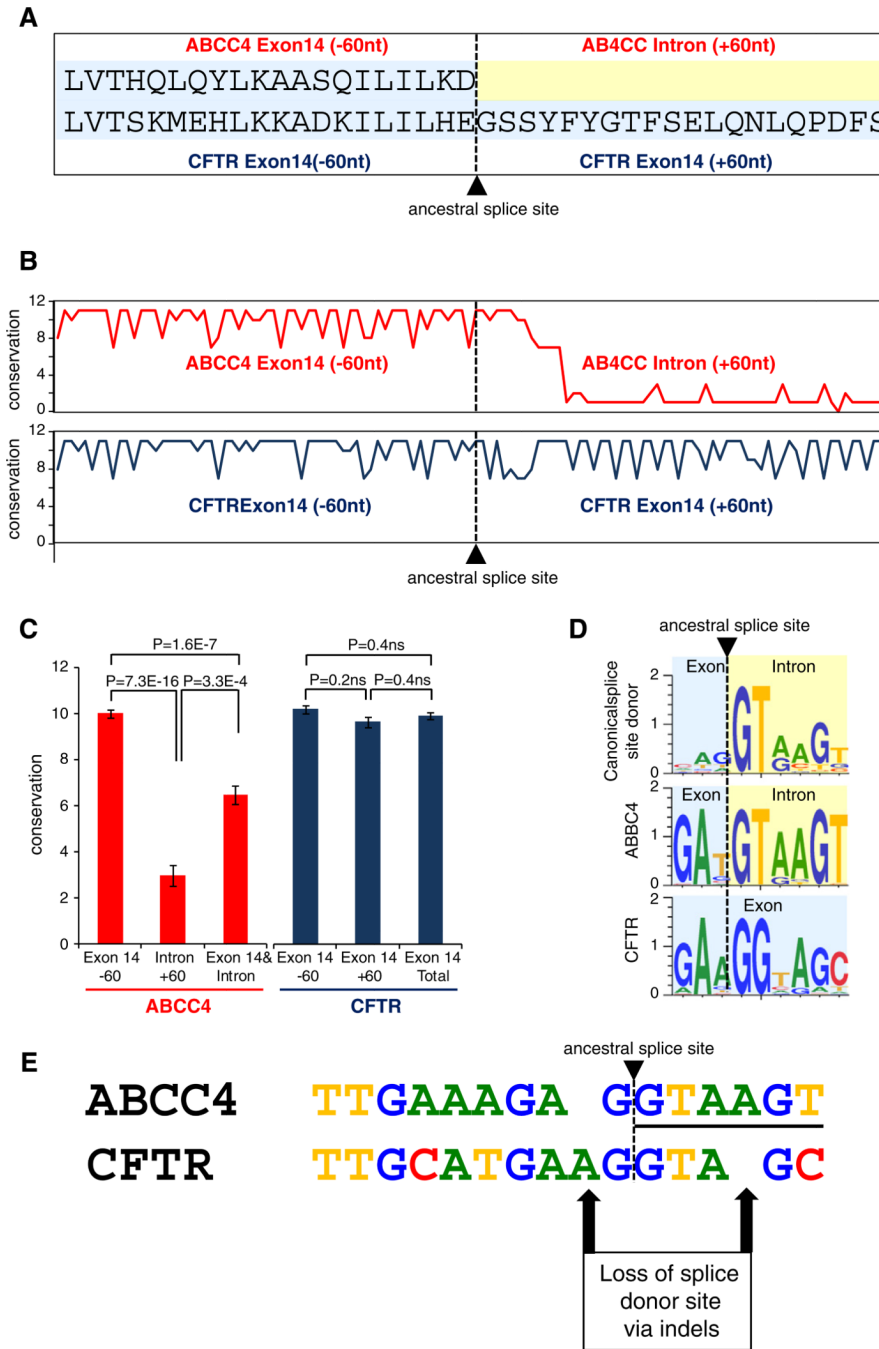 A
ABCC4 Exon14 (-60nt) AB4CC Intron (+60nt)
LVTHQLQYLKAASQILILKD
LVTSKMEHLKKADKILILHEGSSYFYGTFSELQNLQPDFS
CFTR Exon14(-60nt) CFTR Exon14 (+60nt)
ancestral splice site
B
12
8
4
0
conservation
ABCC4 Exon14 (-60nt) AB4CC Intron (+60nt)
12
8
4
0
conservation
CFTRExon14 (-60nt) CFTR Exon14 (+60nt)
ancestral splice site
C
P=1.6E-7 P=0.4ns
P=7.3E-16 P=3.3E-4 P=0.2ns P=0.4ns
12
10
8
6
4
2
0
conservation
Exon 14 -60
Intron +60
Exon 14& Intron
Exon 14 -60
Exon 14 +60
Exon 14 Total
ABCC4 CFTR
D
ancestral splice site
Canonicalsplice
site donor
2
1
0
Exon Intron
GT
ABBC4
2
1
0
Exon Intron
GATGTAAGT
CFTR
2
1
0
Exon
GAAGGTAGC
E
ancestral splice site
ABCC4 TTGAAAGA GGTAAGT
CFTR TTGCATGAAGGTA GC
Loss of splice
donor site
via indels